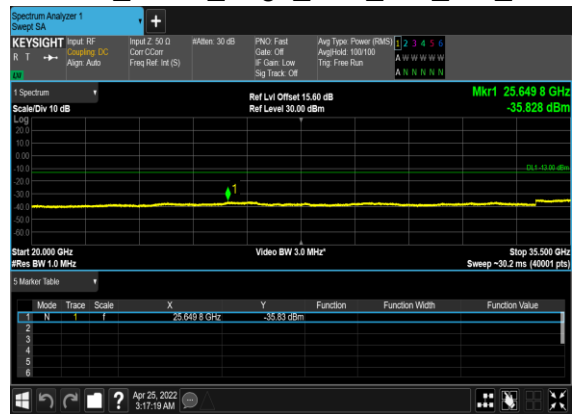 Spectrum Analyzer 1
Swept SA
KEYSIGHT Input: RF Input Z: 50 Ω #Atten: 30 dB PNO: Fast Avg Type: Power (RMS) 1 2 3 4 5 6
R T Coupling: DC Corr CCorr Gate: Off Avg|Hold: 100/100 A W W W W W
Align: Auto Freq Ref: Int (S) IF Gain: Low Trig: Free Run
LXI Sig Track: Off A N N N N N
1 Spectrum Ref Lvl Offset 15.60 dB Mkr1 25.649 8 GHz
Scale/Div 10 dB Ref Level 30.00 dBm -35.828 dBm
Log
20.0
10.0
0.00
-10.0 DL1 -13.00 dBm
-20.0
-30.0 1
-40.0
-50.0
-60.0
Start 20.000 GHz Video BW 3.0 MHz* Stop 35.500 GHz
#Res BW 1.0 MHz Sweep ~30.2 ms (40001 pts)
5 Marker Table
Mode Trace Scale X Y Function Function Width Function Value
1 N 1 f 25.649 8 GHz -35.83 dBm
2
3
4
5
6
? Apr 25, 2022
3:17:19 AM